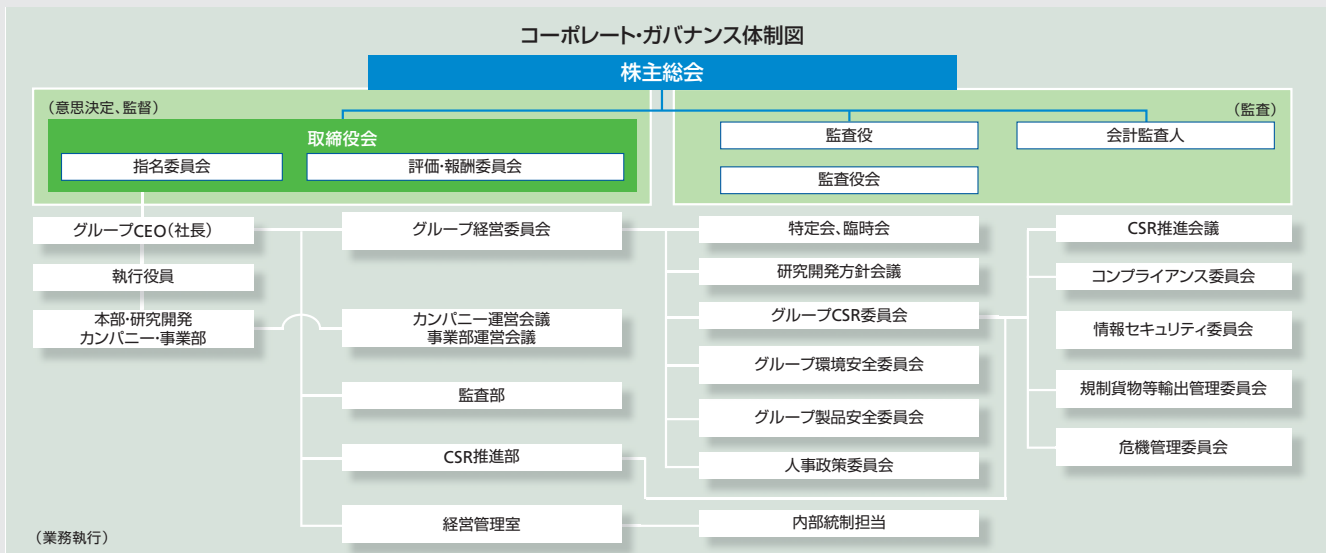 コーポレート・ガバナンス体制図
株主総会
（意思決定、監督）
（監査）
取締役会
指名委員会
評価・報酬委員会
監査役
会計監査人
監査役会
グループCEO（社長）
グループ経営委員会
特定会、臨時会
CSR推進会議
執行役員
研究開発方針会議
コンプライアンス委員会
本部・研究開発
カンパニー・事業部
カンパニー運営会議
事業部運営会議
グループCSR委員会
情報セキュリティ委員会
グループ環境安全委員会
監査部
規制貨物等輸出管理委員会
グループ製品安全委員会
CSR推進部
人事政策委員会
危機管理委員会
経営管理室
内部統制担当
（業務執行）